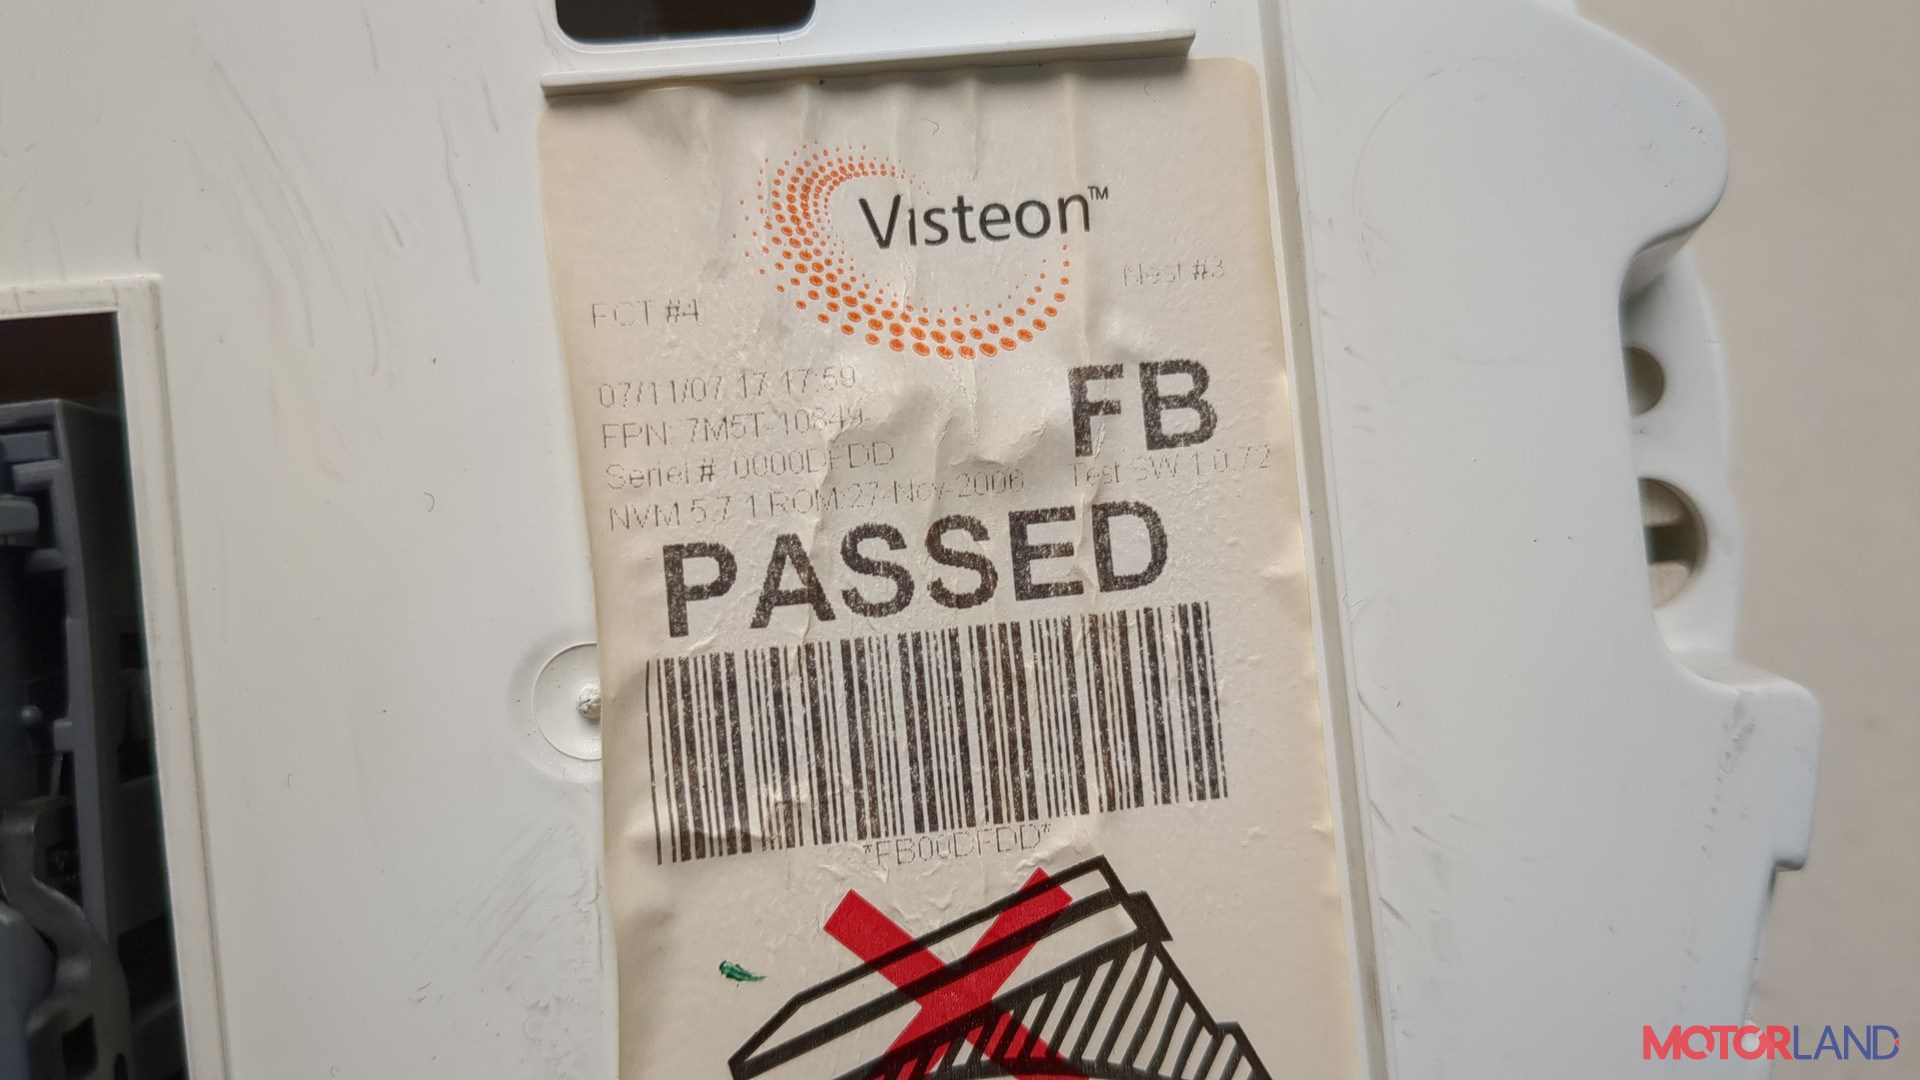 Visteon™
Nest #3
FCT #4
07/11/07 17:17:59
FPN: 7M5T-10849-
FB
Seriel# 0000DFDD
Test SW 1.0.72
NVM 5.7.1 ROM:27-Nov-2006
PASSED
*FB00DFDD*
MOTORLAND